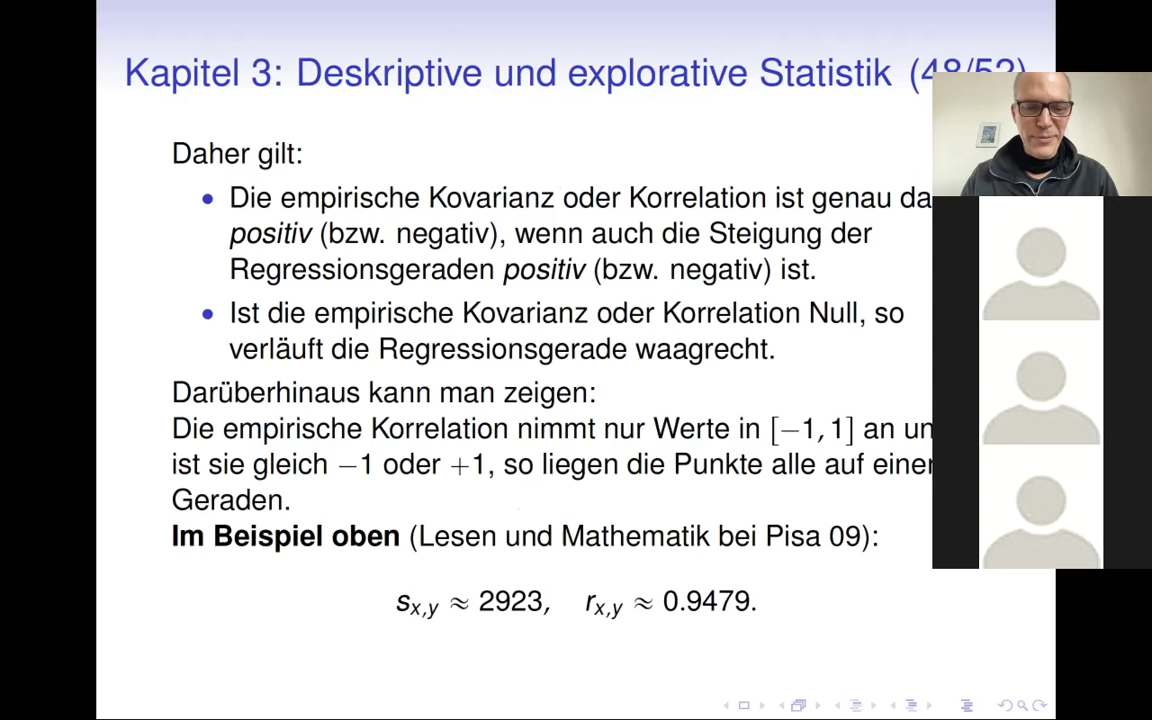 Kapitel 3: Deskriptive und explorative Statistik (48/52)
Daher gilt:
• Die empirische Kovarianz oder Korrelation ist genau da
positiv (bzw. negativ), wenn auch die Steigung der
Regressionsgeraden positiv (bzw. negativ) ist.
• Ist die empirische Kovarianz oder Korrelation Null, so
verläuft die Regressionsgerade waagrecht.
Darüberhinaus kann man zeigen:
Die empirische Korrelation nimmt nur Werte in [−1, 1] an un
ist sie gleich −1 oder +1, so liegen die Punkte alle auf einer
Geraden.
Im Beispiel oben (Lesen und Mathematik bei Pisa 09):
s_{x,y} ≈ 2923, r_{x,y} ≈ 0.9479.